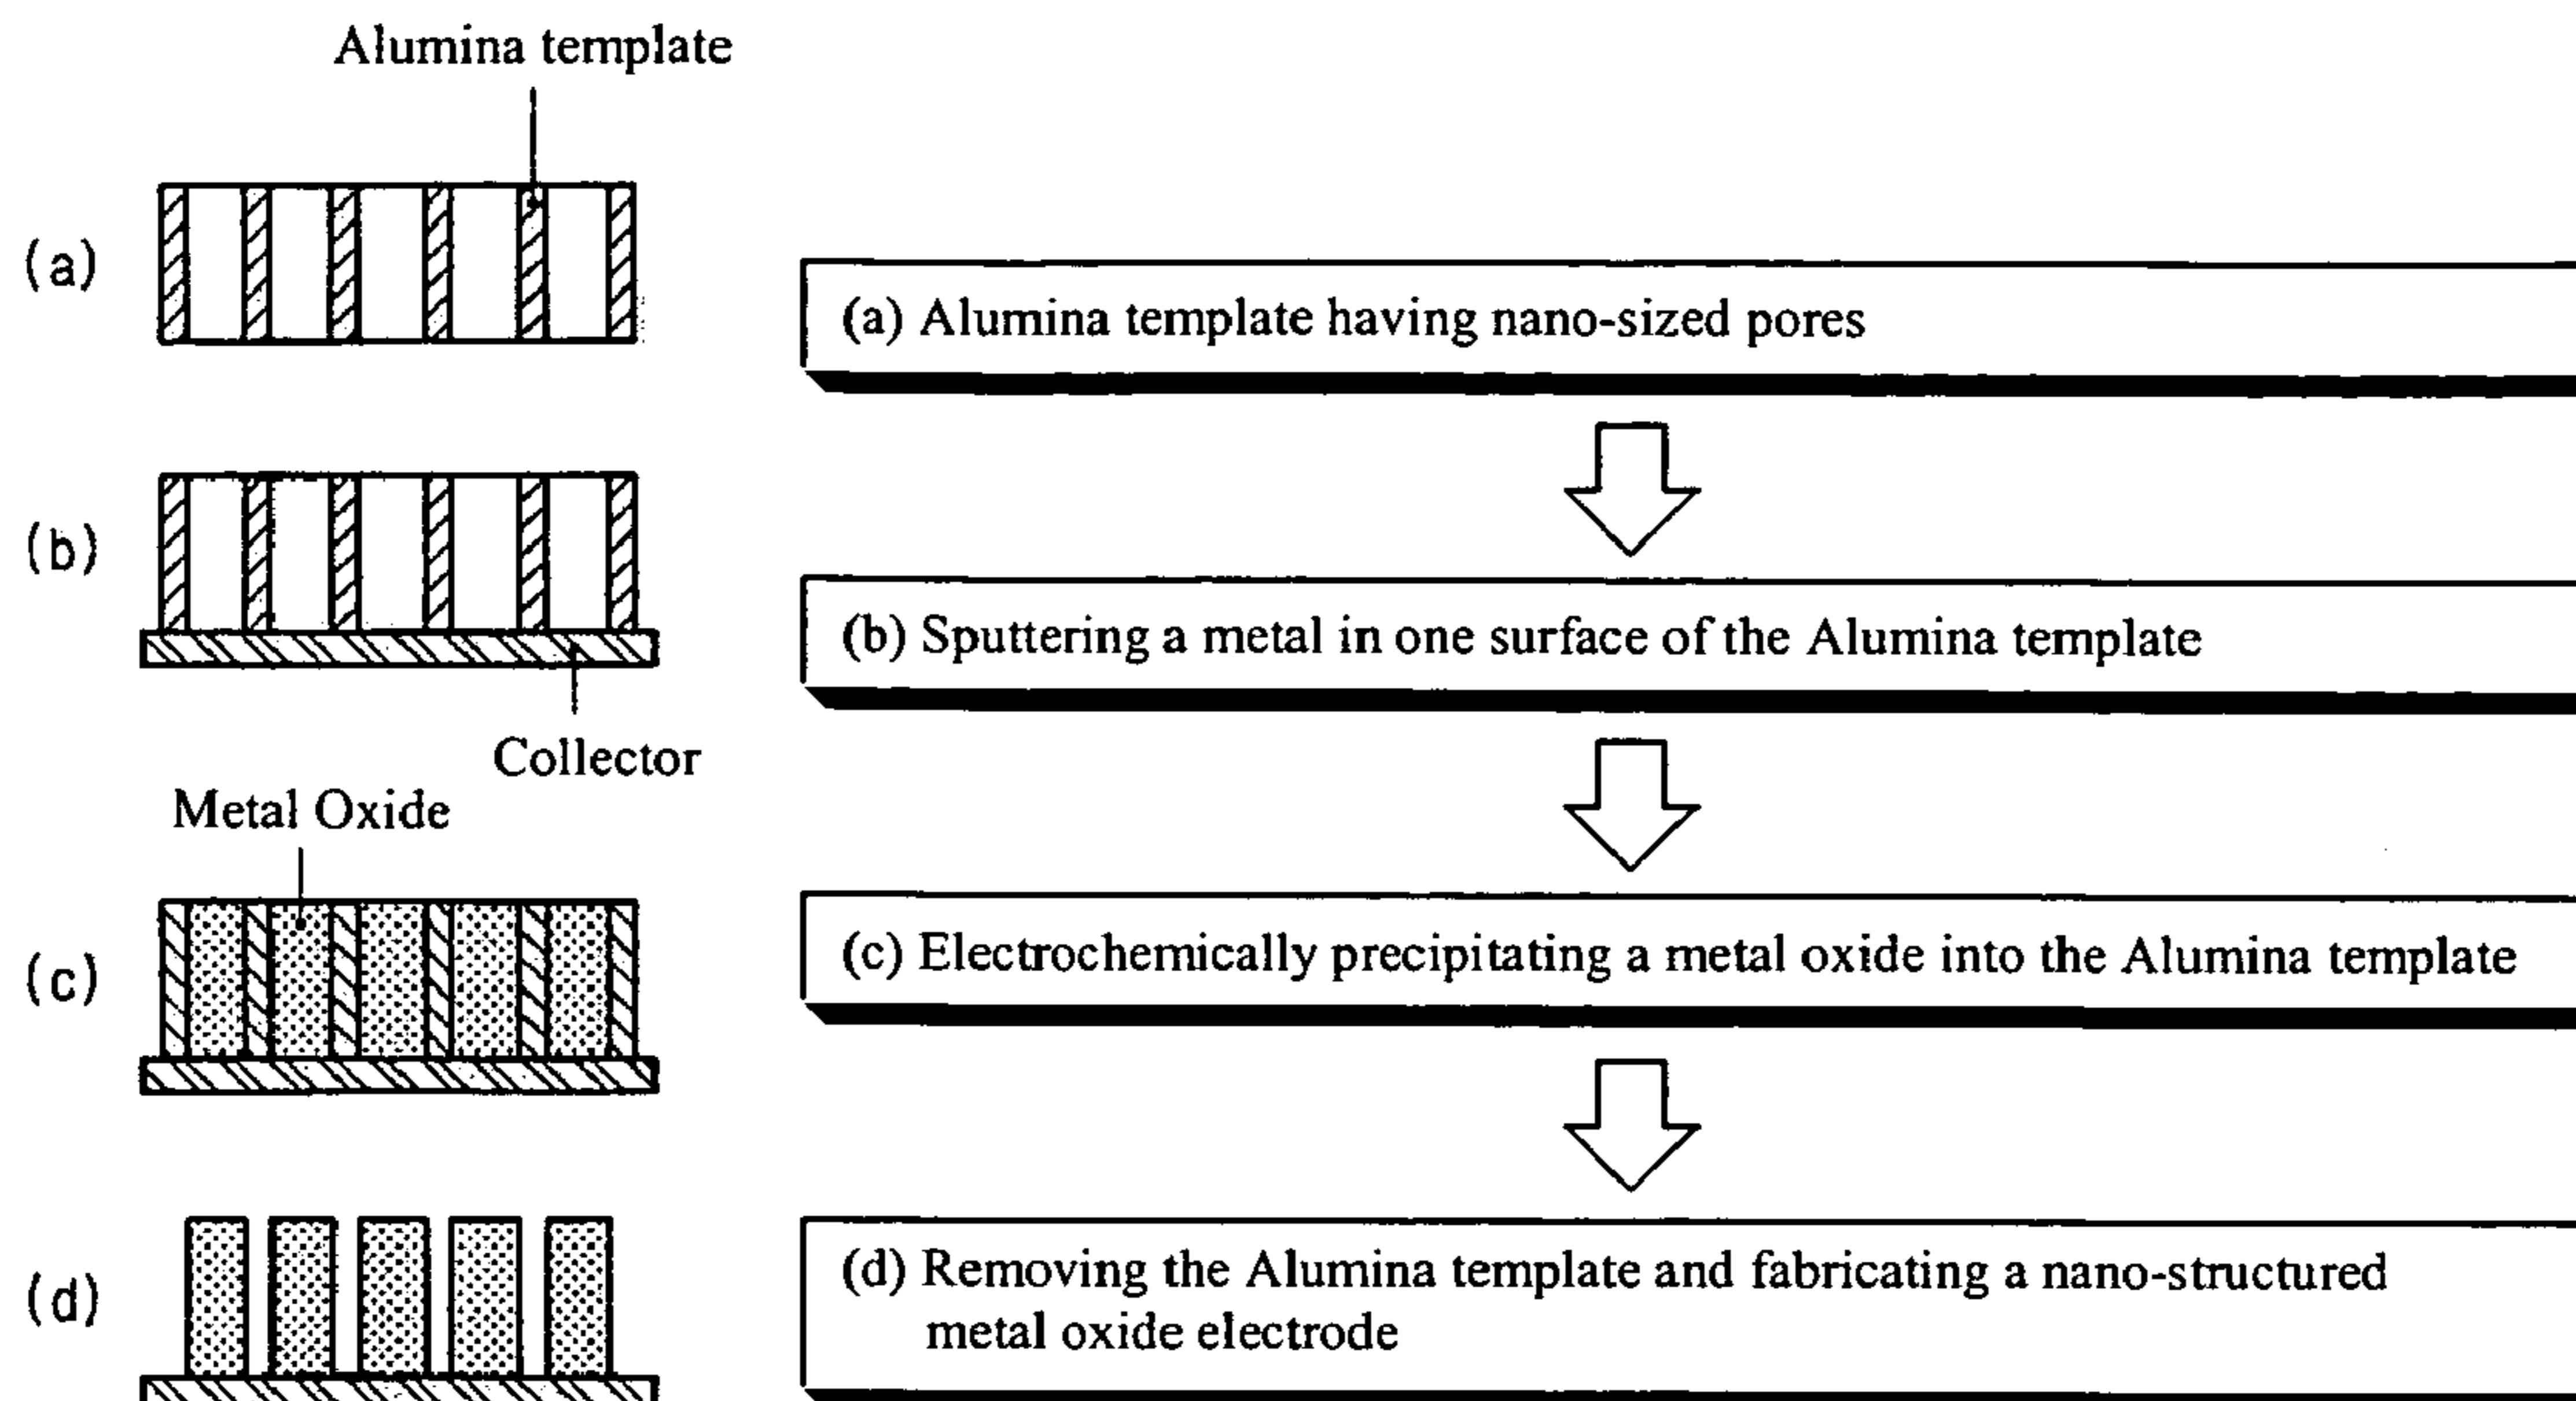 Alumina template
(a)
(a) Alumina template having nano-sized pores
(b)
(b) Sputtering a metal in one surface of the Alumina template
Collector
Metal Oxide
(c)
(c) Electrochemically precipitating a metal oxide into the Alumina template
(d)
(d) Removing the Alumina template and fabricating a nano-structured
metal oxide electrode